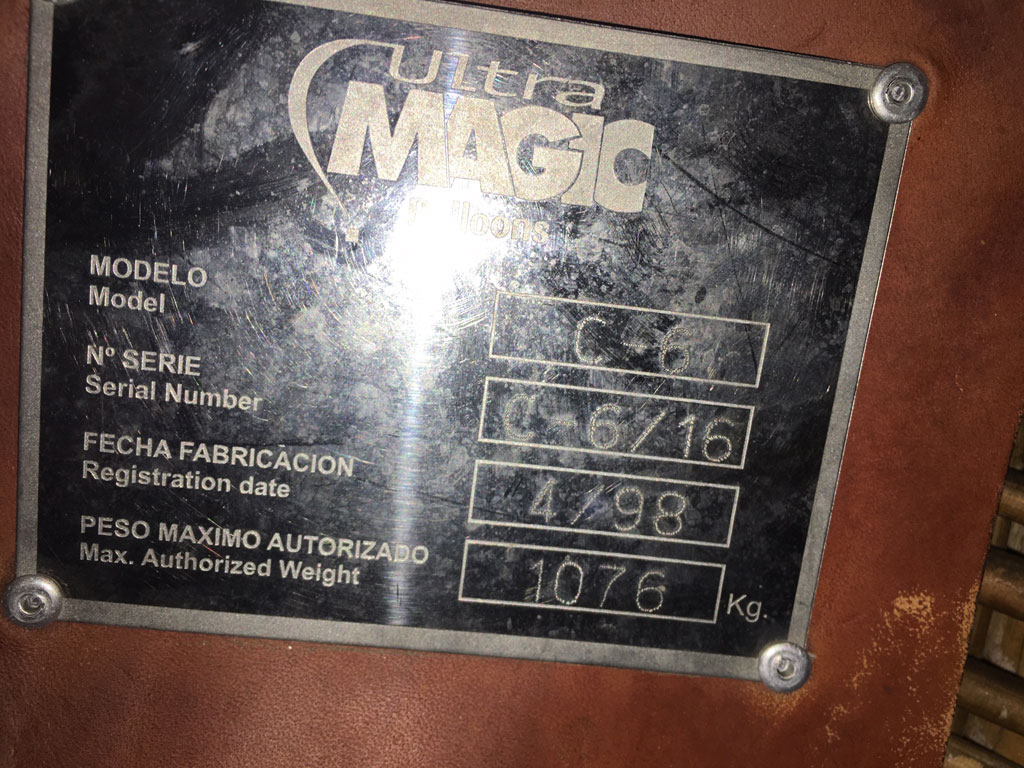 Ultra
MAGIC
Balloons
MODELO
Model
C-6
Nº SERIE
Serial Number
C-6/16
FECHA FABRICACION
Registration date
4/98
PESO MAXIMO AUTORIZADO
Max. Authorized Weight
1076 Kg.